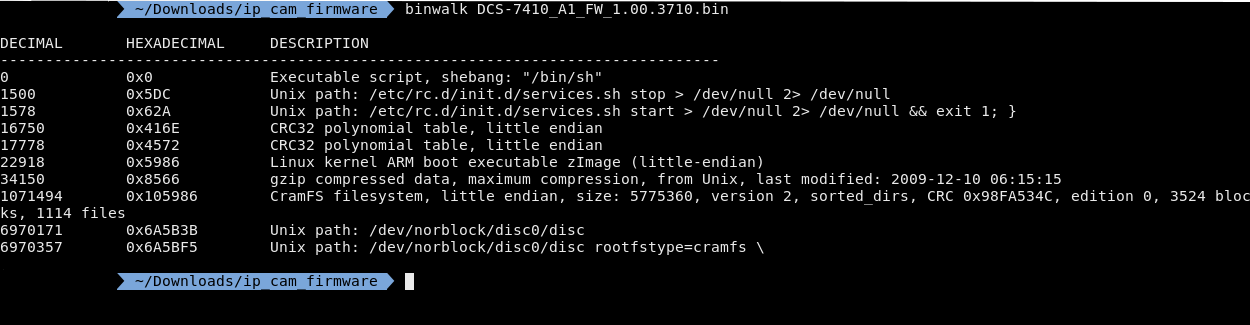 ~/Downloads/ip_cam_firmware binwalk DCS-7410_A1_FW_1.00.3710.bin
DECIMAL HEXADECIMAL DESCRIPTION
--------------------------------------------------------------------------------
0 0x0 Executable script, shebang: "/bin/sh"
1500 0x5DC Unix path: /etc/rc.d/init.d/services.sh stop > /dev/null 2> /dev/null
1578 0x62A Unix path: /etc/rc.d/init.d/services.sh start > /dev/null 2> /dev/null && exit 1; }
16750 0x416E CRC32 polynomial table, little endian
17778 0x4572 CRC32 polynomial table, little endian
22918 0x5986 Linux kernel ARM boot executable zImage (little-endian)
34150 0x8566 gzip compressed data, maximum compression, from Unix, last modified: 2009-12-10 06:15:15
1071494 0x105986 CramFS filesystem, little endian, size: 5775360, version 2, sorted_dirs, CRC 0x98FA534C, edition 0, 3524 bloc
ks, 1114 files
6970171 0x6A5B3B Unix path: /dev/norblock/disc0/disc
6970357 0x6A5BF5 Unix path: /dev/norblock/disc0/disc rootfstype=cramfs \
~/Downloads/ip_cam_firmware